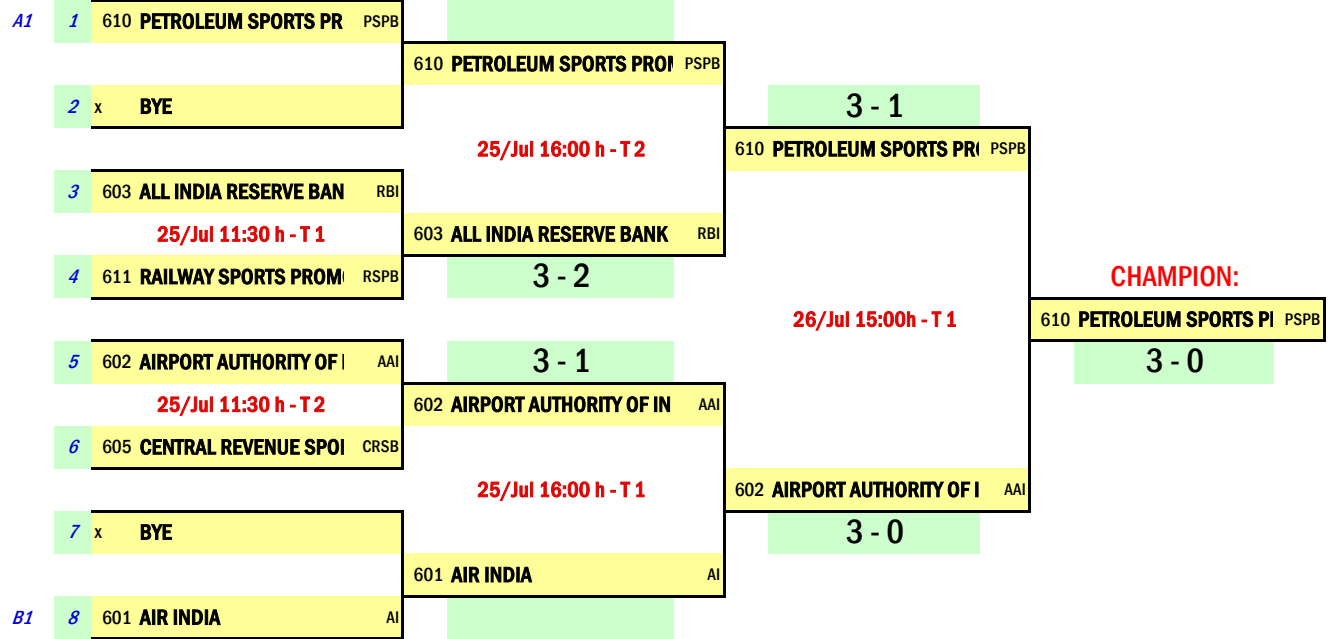 A1 1 610 PETROLEUM SPORTS PR PSPB
610 PETROLEUM SPORTS PROM PSPB
2 x BYE
3 - 1
25/Jul 16:00 h - T 2
610 PETROLEUM SPORTS PR( PSPB
3 603 ALL INDIA RESERVE BAN RBI
25/Jul 11:30 h - T 1
603 ALL INDIA RESERVE BANK RBI
4 611 RAILWAY SPORTS PROM RSPB
3 - 2
CHAMPION:
26/Jul 15:00h - T 1
610 PETROLEUM SPORTS P PSPB
5 602 AIRPORT AUTHORITY OF AAI
3 - 1
3 - 0
25/Jul 11:30 h - T 2
602 AIRPORT AUTHORITY OF IN AAI
6 605 CENTRAL REVENUE SPO CRSB
25/Jul 16:00 h - T 1
602 AIRPORT AUTHORITY OF I AAI
7 x BYE
3 - 0
601 AIR INDIA AI
B1 8 601 AIR INDIA AI